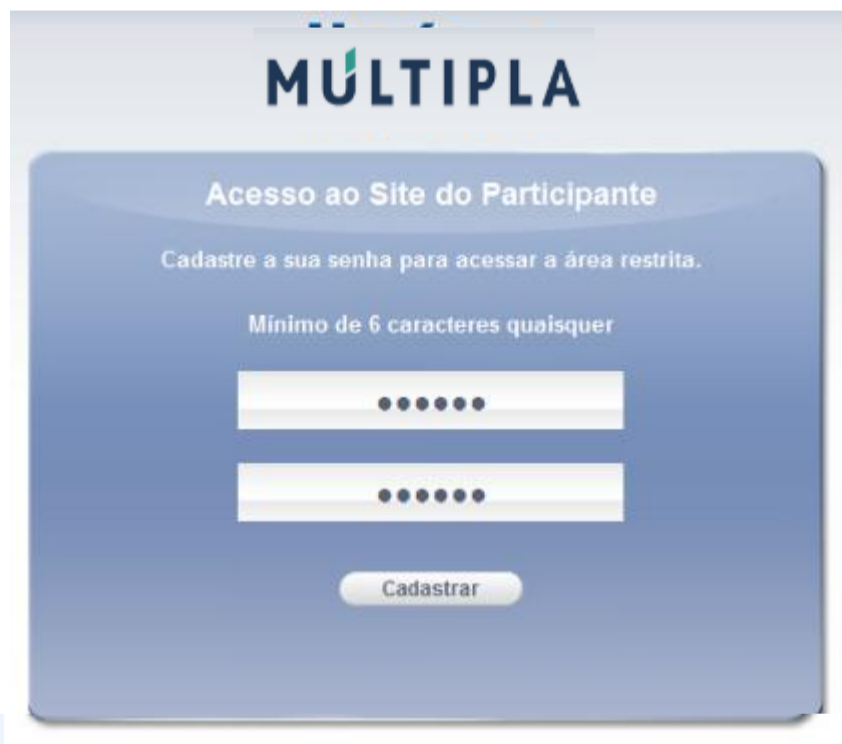 MÚLTIPLA
Acesso ao Site do Participante
Cadastre a sua senha para acessar a área restrita.
Mínimo de 6 caracteres quaisquer
••••••
••••••
Cadastrar